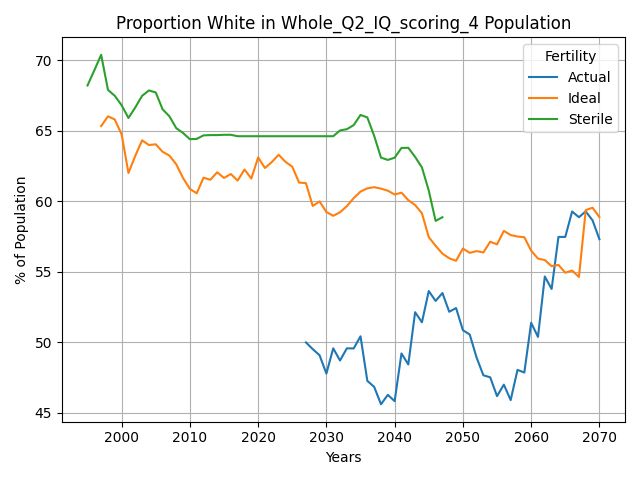 Proportion White in Whole_Q2_IQ_scoring_4 Population
Fertility
Actual
Ideal
Sterile
% of Population
70
65
60
55
50
45
2000
2010
2020
2030
2040
2050
2060
2070
Years